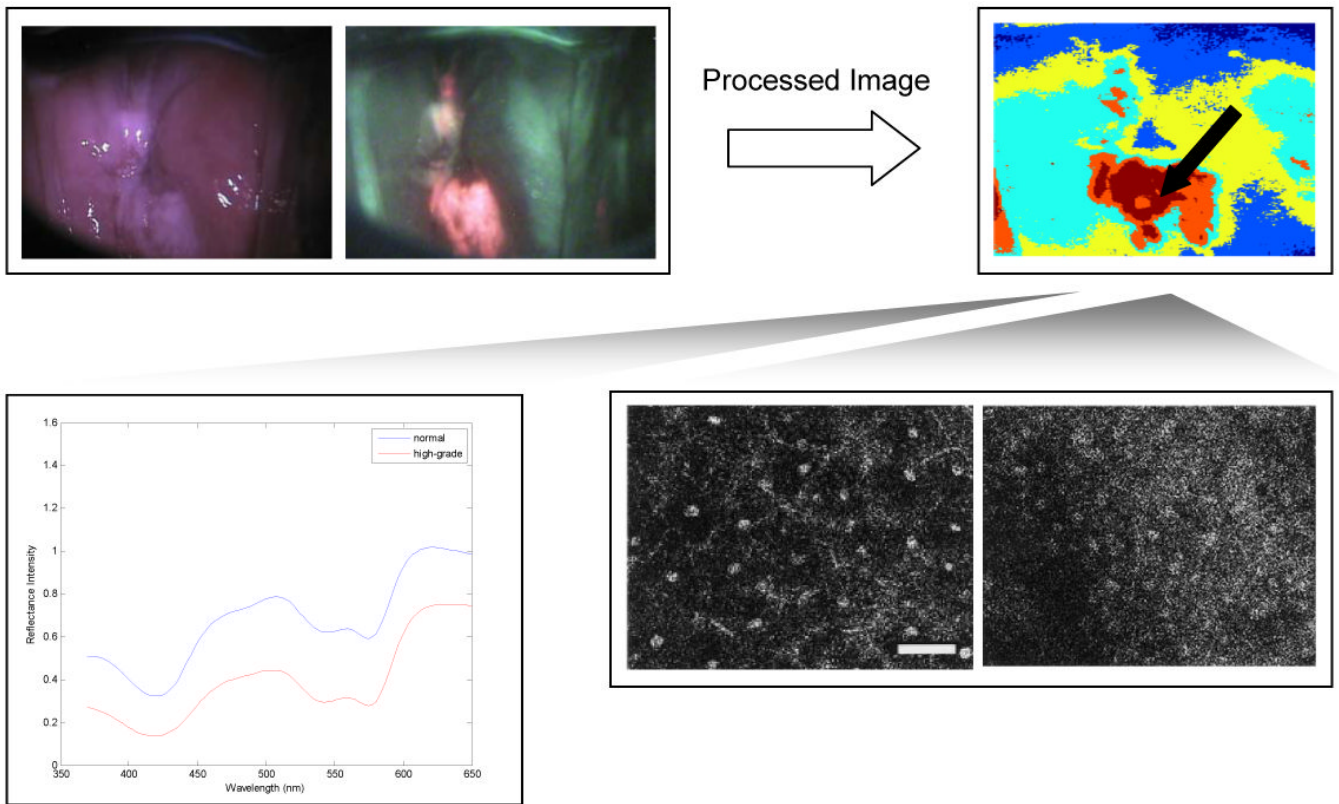 Processed Image
1.6
1.4
1.2
1
0.8
0.6
0.4
0.2
0
Reflectance Intensity
normal
high-grade
350 400 450 500 550 600 650
Wavelength (nm)